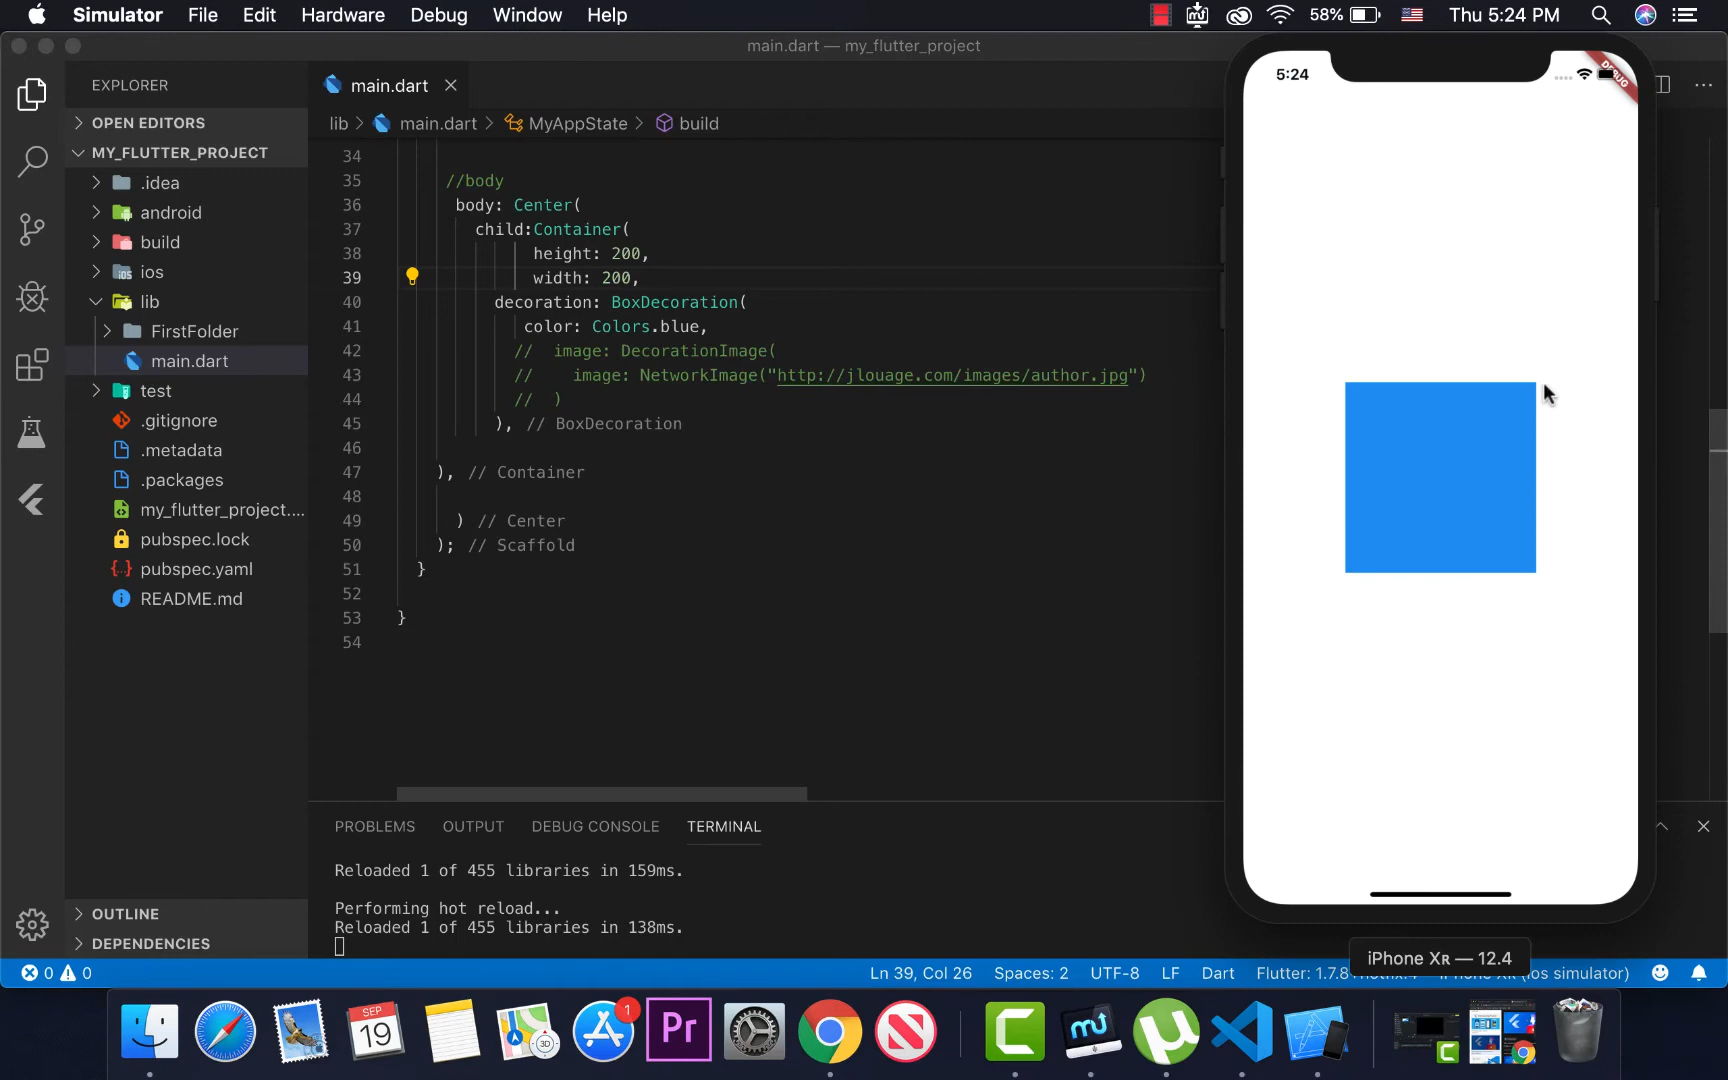 Simulator File Edit Hardware Debug Window Help
58% Thu 5:24 PM
main.dart — my_flutter_project
EXPLORER
OPEN EDITORS
MY_FLUTTER_PROJECT
.idea
android
build
ios
lib
FirstFolder
main.dart
test
.gitignore
.metadata
.packages
my_flutter_project....
pubspec.lock
pubspec.yaml
README.md
OUTLINE
DEPENDENCIES
main.dart
lib > main.dart > MyAppState > build
34
35 //body
36 body: Center(
37 child:Container(
38 height: 200,
39 width: 200,
40 decoration: BoxDecoration(
41 color: Colors.blue,
42 // image: DecorationImage(
43 // image: NetworkImage("http://jlouage.com/images/author.jpg")
44 // )
45 ), // BoxDecoration
46
47 ), // Container
48
49 ) // Center
50 ); // Scaffold
51 }
52
53 }
54
PROBLEMS OUTPUT DEBUG CONSOLE TERMINAL
Reloaded 1 of 455 libraries in 159ms.
Performing hot reload...
Reloaded 1 of 455 libraries in 138ms.
5:24
DEBUG
iPhone Xʀ — 12.4
0 0 Ln 39, Col 26 Spaces: 2 UTF-8 LF Dart Flutter: 1.7.8 (ios simulator)
SEP
19
3D
1
Pr